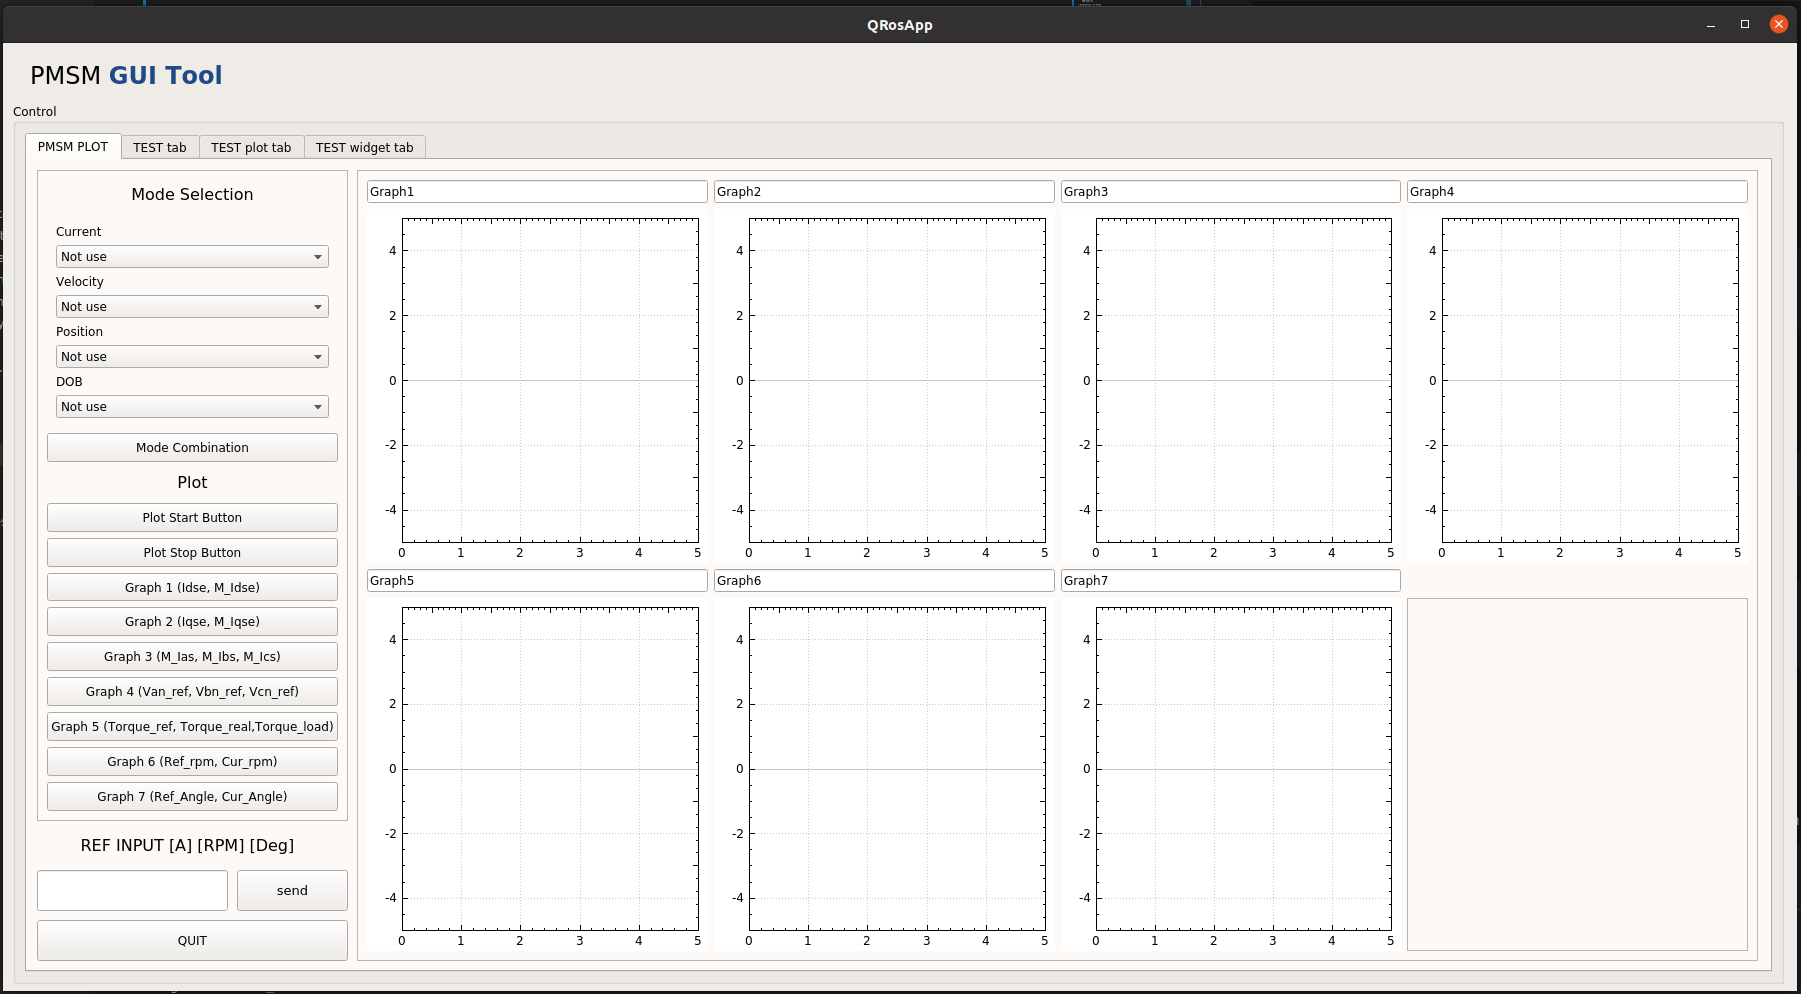 QRosApp
PMSM GUI Tool
Control
PMSM PLOT
TEST tab
TEST plot tab
TEST widget tab
Mode Selection
Current
Not use
Velocity
Not use
Position
Not use
DOB
Not use
Mode Combination
Plot
Plot Start Button
Plot Stop Button
Graph 1 (Idse, M_Idse)
Graph 2 (Iqse, M_Iqse)
Graph 3 (M_Ias, M_Ibs, M_Ics)
Graph 4 (Van_ref, Vbn_ref, Vcn_ref)
Graph 5 (Torque_ref, Torque_real,Torque_load)
Graph 6 (Ref_rpm, Cur_rpm)
Graph 7 (Ref_Angle, Cur_Angle)
REF INPUT [A] [RPM] [Deg]
send
QUIT
Graph1
4
2
0
-2
-4
0 1 2 3 4 5
Graph2
4
2
0
-2
-4
0 1 2 3 4 5
Graph3
4
2
0
-2
-4
0 1 2 3 4 5
Graph4
4
2
0
-2
-4
0 1 2 3 4 5
Graph5
4
2
0
-2
-4
0 1 2 3 4 5
Graph6
4
2
0
-2
-4
0 1 2 3 4 5
Graph7
4
2
0
-2
-4
0 1 2 3 4 5